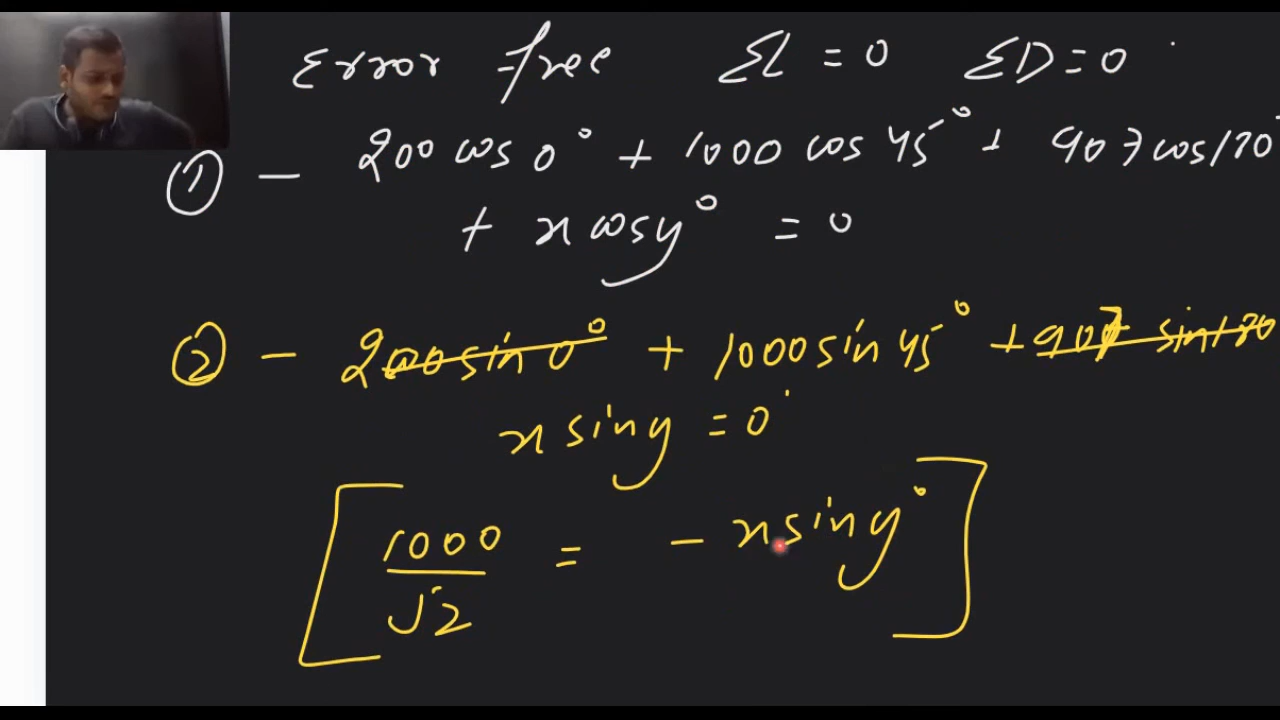 Error free ΣL = 0 ΣD = 0
① - 200 cos 0° + 1000 cos 45° + 907 cos 180°
+ x cos y° = 0
② - 200 sin 0° + 1000 sin 45° + 907 sin 180
x sin y = 0
1000/√2 = - x sin y°